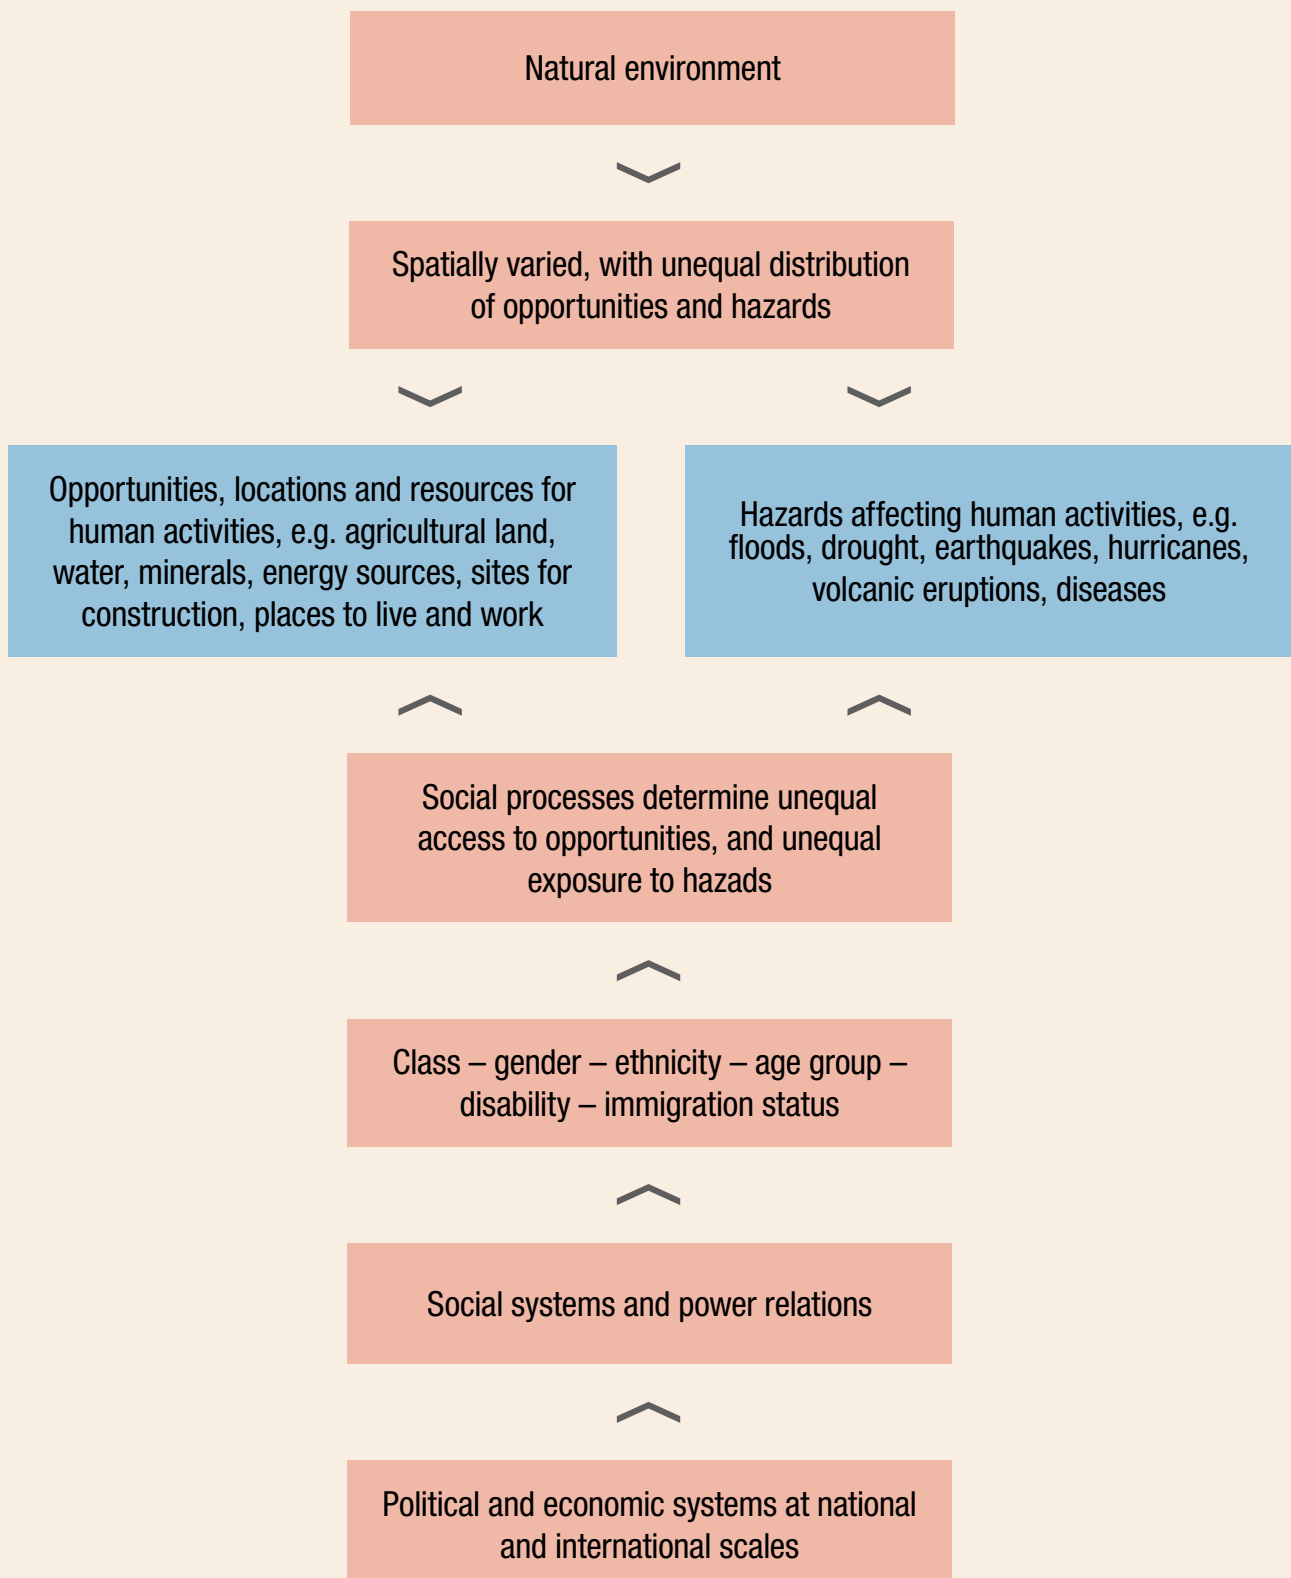 Natural environment
Spatially varied, with unequal distribution
of opportunities and hazards
Opportunities, locations and resources for
human activities, e.g. agricultural land,
water, minerals, energy sources, sites for
construction, places to live and work
Hazards affecting human activities, e.g.
floods, drought, earthquakes, hurricanes,
volcanic eruptions, diseases
Social processes determine unequal
access to opportunities, and unequal
exposure to hazads
Class – gender – ethnicity – age group –
disability – immigration status
Social systems and power relations
Political and economic systems at national
and international scales